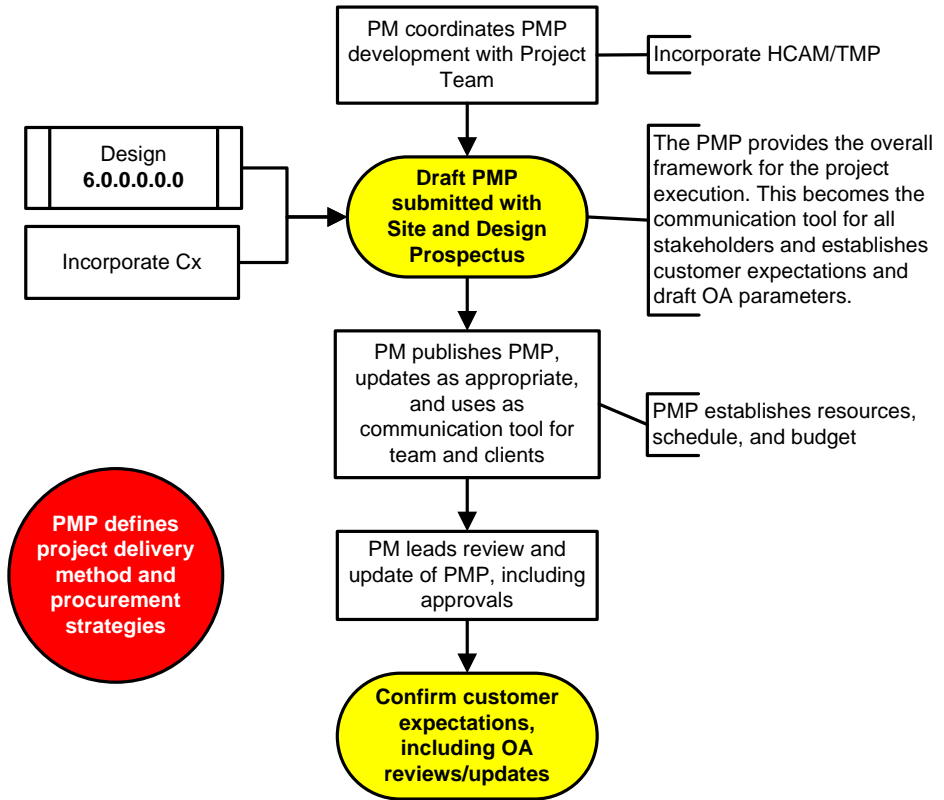 PM coordinates PMP
development with Project
Team
Incorporate HCAM/TMP
Design
6.0.0.0.0.0
Incorporate Cx
Draft PMP
submitted with
Site and Design
Prospectus
The PMP provides the overall
framework for the project
execution. This becomes the
communication tool for all
stakeholders and establishes
customer expectations and
draft OA parameters.
PM publishes PMP,
updates as appropriate,
and uses as
communication tool for
team and clients
PMP establishes resources,
schedule, and budget
PMP defines
project delivery
method and
procurement
strategies
PM leads review and
update of PMP, including
approvals
Confirm customer
expectations,
including OA
reviews/updates